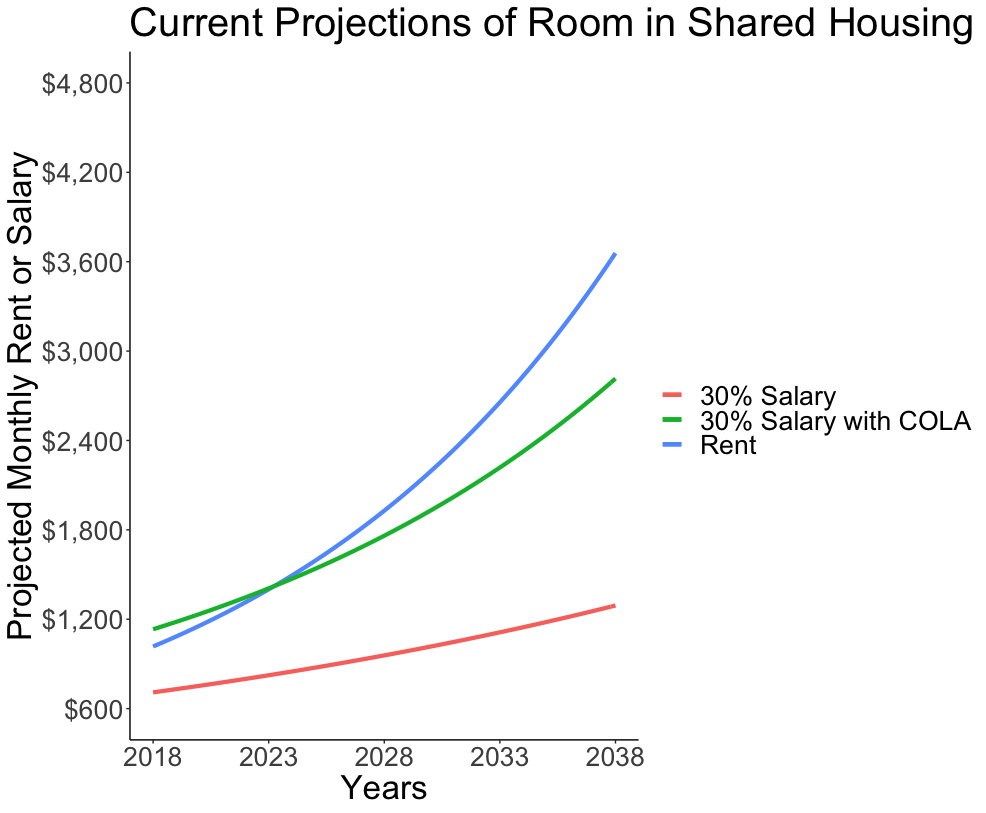 Current Projections of Room in Shared Housing
Projected Monthly Rent or Salary
$4,800
$4,200
$3,600
$3,000
$2,400
$1,800
$1,200
$600
2018 2023 2028 2033 2038
Years
30% Salary
30% Salary with COLA
Rent